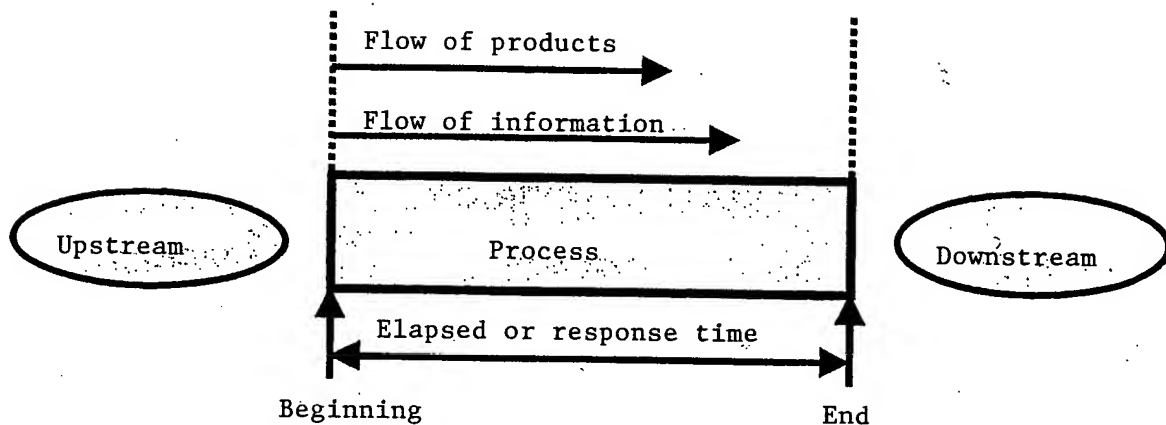 Flow of products
Flow of information
Upstream
Process
Downstream
Elapsed or response time
Beginning
End